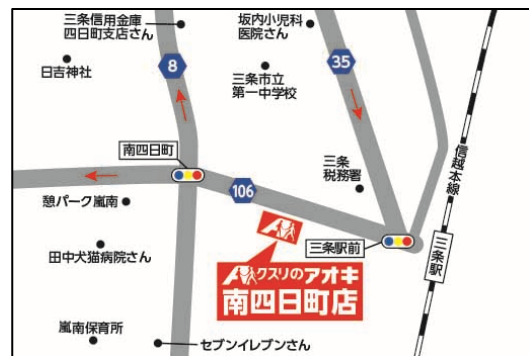 三条信用金庫
四日町支店さん
坂内小児科
医院さん
日吉神社
8
三条市立
第一中学校
35
南四日町
三条
税務署
信越本線
106
憩パーク嵐南
三条駅前
三条駅
田中犬猫病院さん
クスリのアオキ
南四日町店
嵐南保育所
セブンイレブンさん